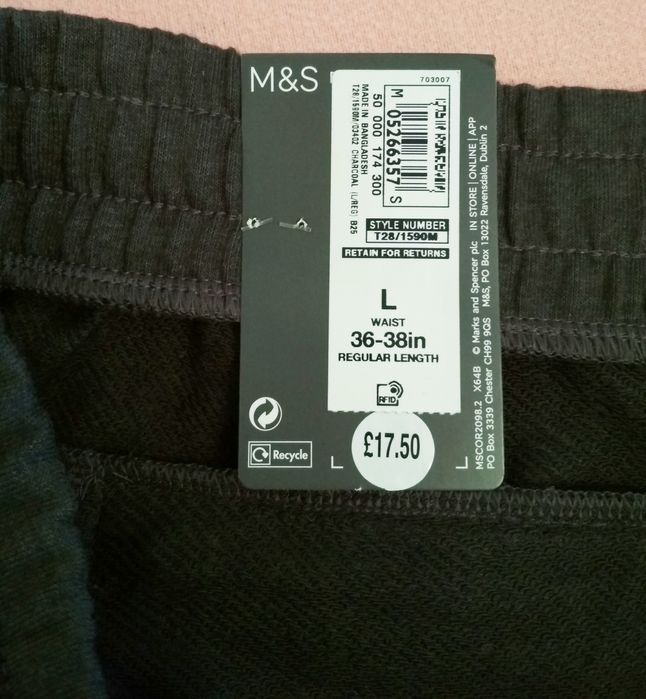 M&S
703007
M 05266357 S
50 000 174 300
MADE IN BANGLADESH
T28/1590M/03402 CHARCOAL (L/REG) B25
STYLE NUMBER
T28/1590M
RETAIN FOR RETURNS
L
WAIST
36-38in
REGULAR LENGTH
RFID
Recycle
£17.50
MSCOR2098.2 X64B © Marks and Spencer plc IN STORE | ONLINE | APP
PO Box 3339 Chester CH99 9QS M&S, PO Box 13022 Ravensdale, Dublin 2